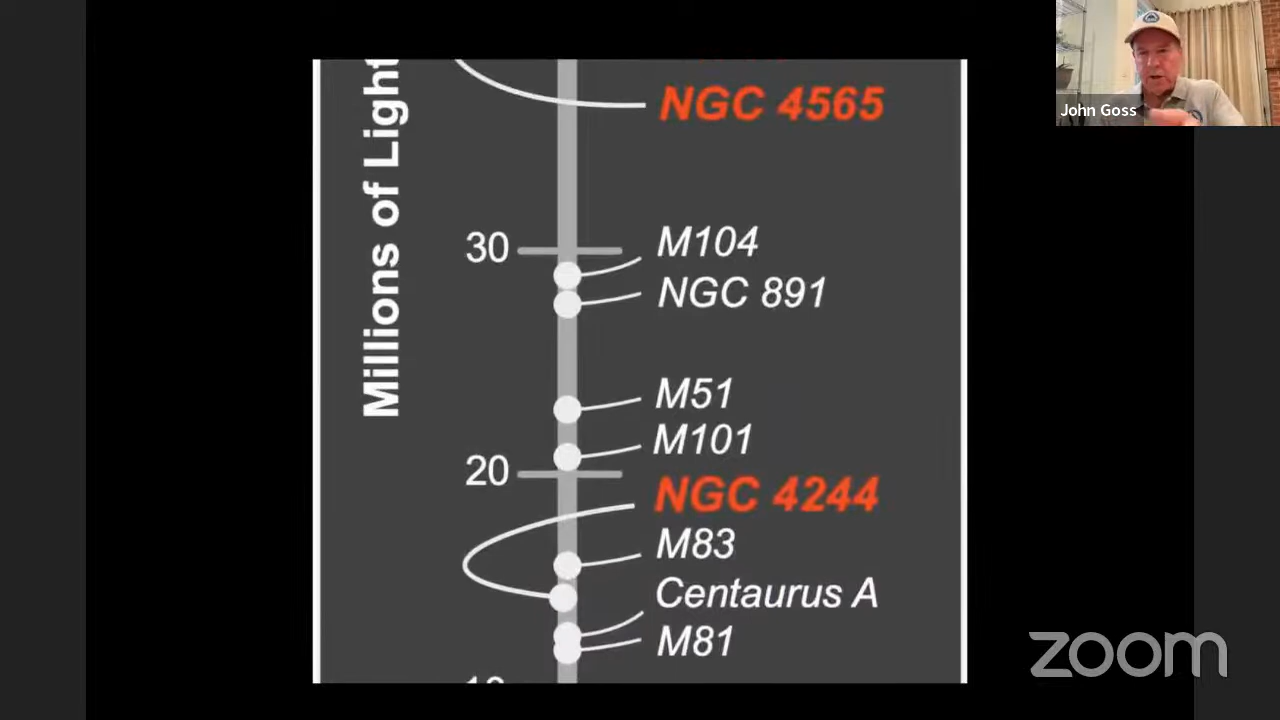 NGC 4565
Millions of Light
30
M104
NGC 891
M51
M101
20
NGC 4244
M83
Centaurus A
M81
John Goss
zoom